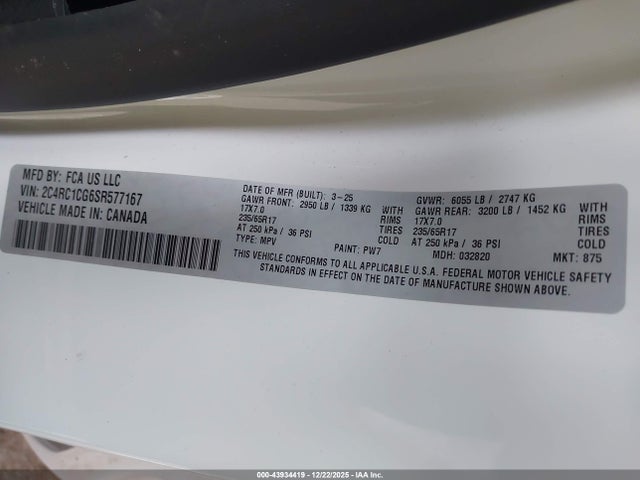 MFD BY: FCA US LLC
VIN: 2C4RC1CG6SR577167
VEHICLE MADE IN: CANADA
DATE OF MFR (BUILT): 3-25 GVWR: 6055 LB / 2747 KG
GAWR FRONT: 2950 LB / 1339 KG WITH GAWR REAR: 3200 LB / 1452 KG WITH
17X7.0 RIMS 17X7.0 RIMS
235/65R17 TIRES 235/65R17 TIRES
AT 250 kPa / 36 PSI COLD AT 250 kPa / 36 PSI COLD
TYPE: MPV PAINT: PW7 MDH: 032820 MKT: 875
THIS VEHICLE CONFORMS TO ALL APPLICABLE U.S.A. FEDERAL MOTOR VEHICLE SAFETY
STANDARDS IN EFFECT ON THE DATE OF MANUFACTURE SHOWN ABOVE.
000-43934419 - 12/22/2025 - IAA Inc.